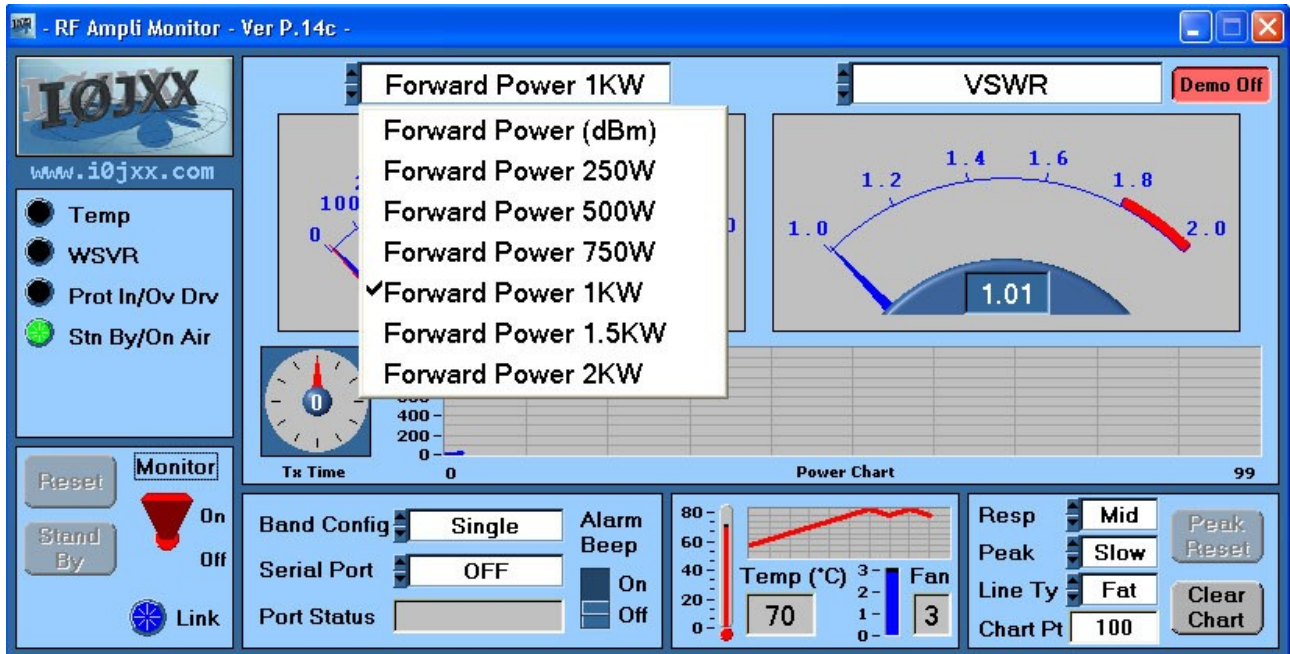 - RF Ampli Monitor - Ver P.14c -
IØJXX
www.i0jxx.com
Temp
WSVR
Prot In/Ov Drv
Stn By/On Air
Reset
Stand By
Monitor
On
Off
Link
Forward Power 1KW
Forward Power (dBm)
Forward Power 250W
Forward Power 500W
Forward Power 750W
Forward Power 1KW
Forward Power 1.5KW
Forward Power 2KW
0
100
VSWR
Demo Off
1.0
1.2
1.4
1.6
1.8
2.0
1.01
0
Tx Time
400
200
0
0
Power Chart
99
Band Config
Single
Serial Port
OFF
Port Status
Alarm Beep
On
Off
80
60
40
20
0
Temp (°C)
70
3
2
1
0
Fan
3
Resp
Mid
Peak
Slow
Line Ty
Fat
Chart Pt
100
Peak Reset
Clear Chart